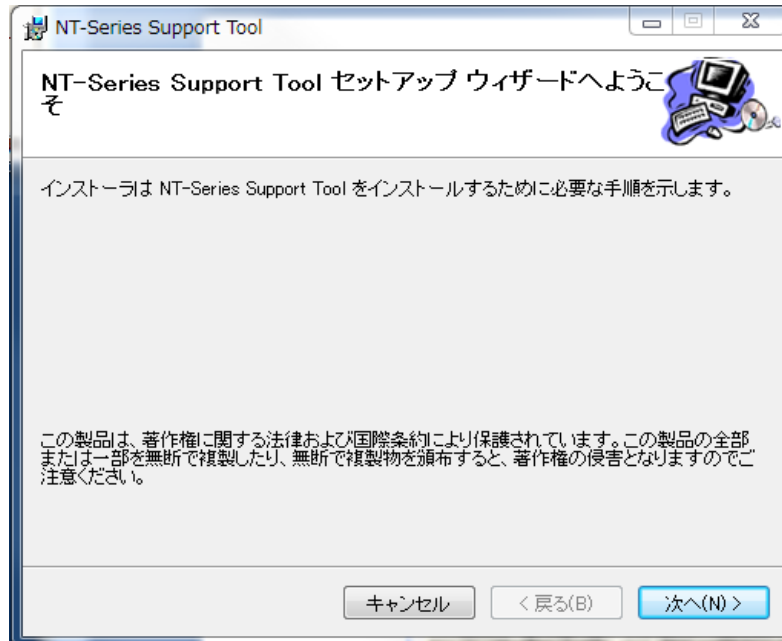 NT-Series Support Tool
NT-Series Support Tool セットアップ ウィザードへようこ
そ
インストーラは NT-Series Support Tool をインストールするために必要な手順を示します。
この製品は、著作権に関する法律および国際条約により保護されています。この製品の全部
または一部を無断で複製したり、無断で複製物を頒布すると、著作権の侵害となりますのでご
注意ください。
キャンセル
< 戻る(B)
次へ(N) >